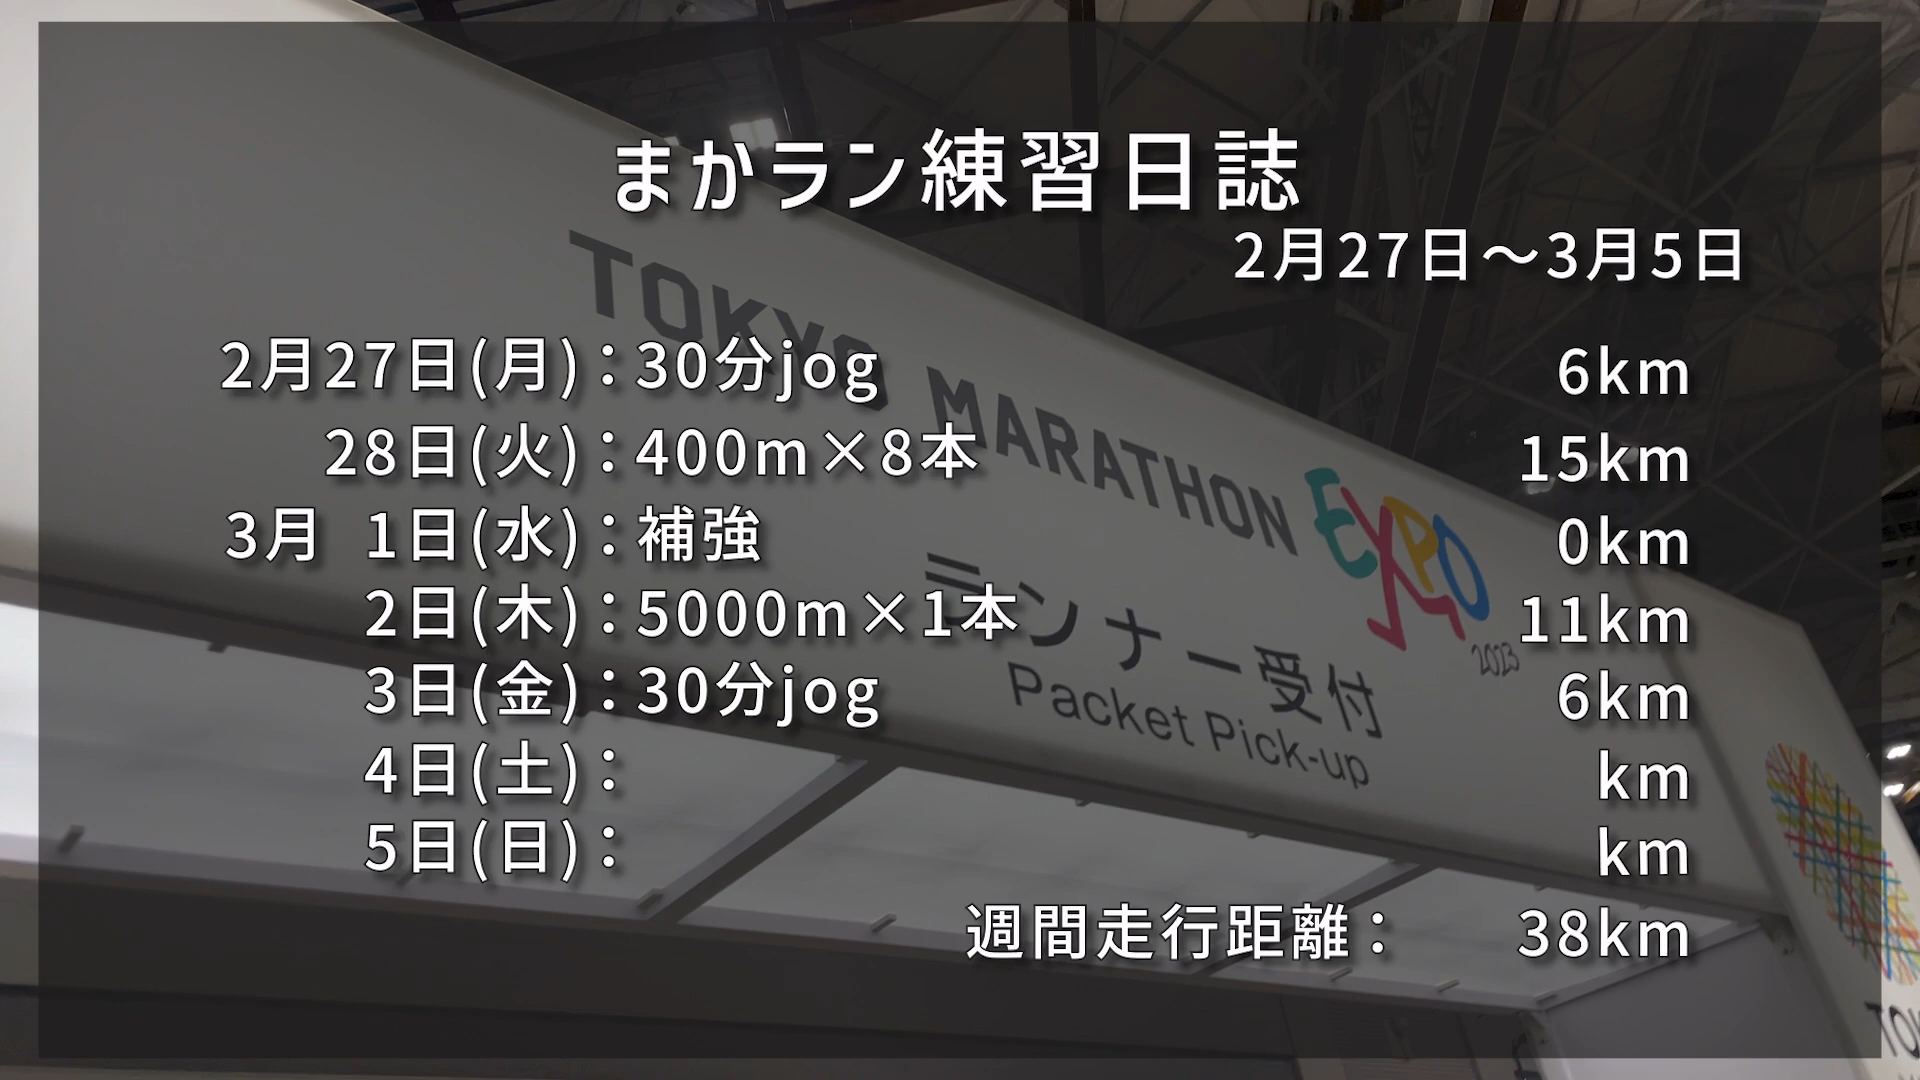 まかラン練習日誌
2月27日～3月5日
2月27日(月)：30分jog 6km
28日(火)：400m×8本 15km
3月 1日(水)：補強 0km
2日(木)：5000m×1本 11km
3日(金)：30分jog 6km
4日(土)： km
5日(日)： km
週間走行距離： 38km
TOKYO MARATHON EXPO 2023
ランナー受付
Packet Pick-up